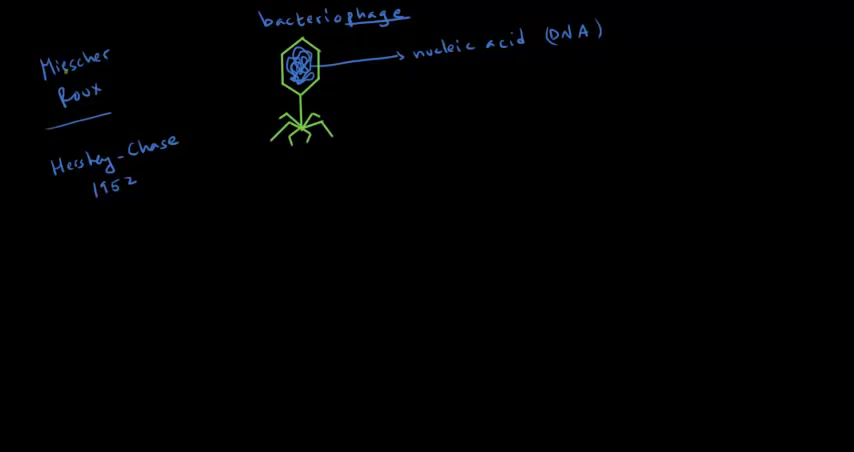 Miescher
Roux
Hershey-Chase
1952
bacteriophage
nucleic acid (DNA)